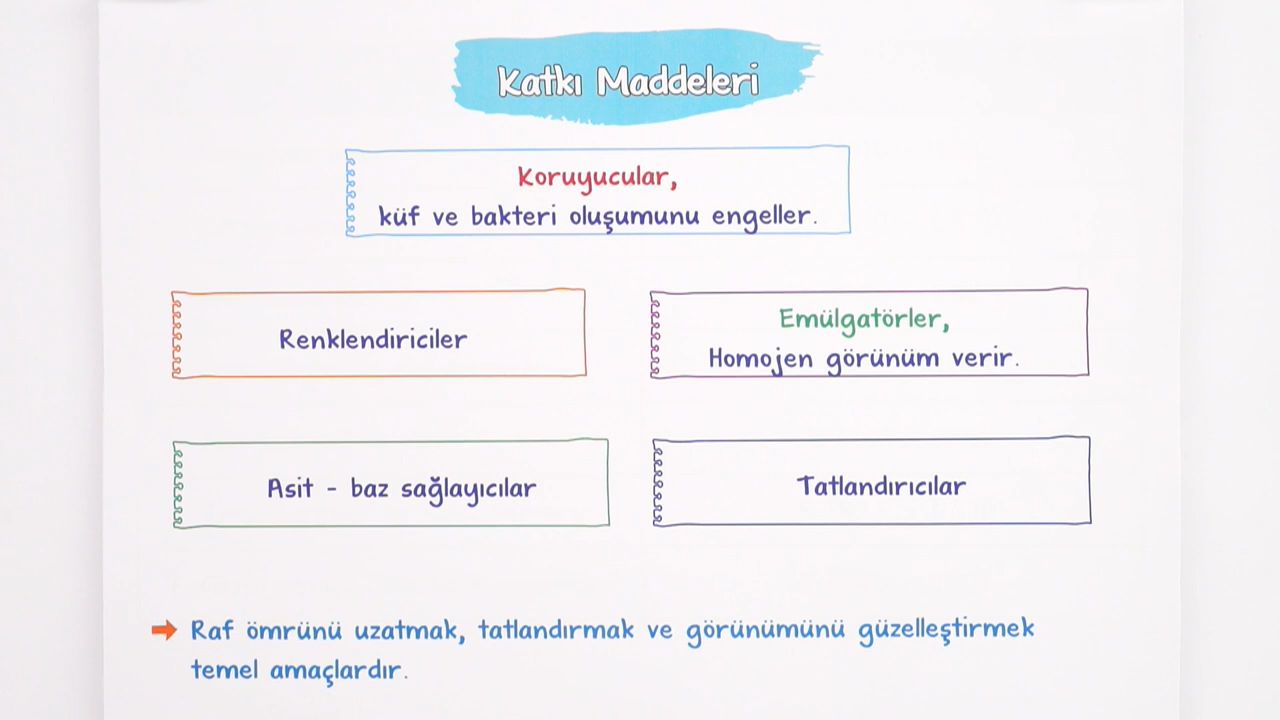 Katkı Maddeleri
Koruyucular,
küf ve bakteri oluşumunu engeller.
Renklendiriciler
Emülgatörler,
Homojen görünüm verir.
Asit - baz sağlayıcılar
Tatlandırıcılar
Raf ömrünü uzatmak, tatlandırmak ve görünümünü güzelleştirmek
temel amaçlardır.